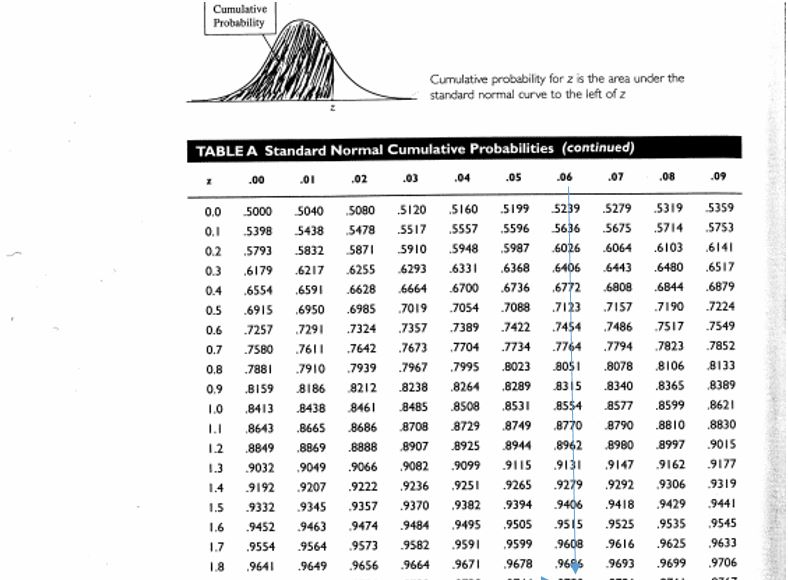 Cumulative
Probability
z
Cumulative probability for z is the area under the
standard normal curve to the left of z
TABLE A Standard Normal Cumulative Probabilities (continued)
z .00 .01 .02 .03 .04 .05 .06 .07 .08 .09
0.0 .5000 .5040 .5080 .5120 .5160 .5199 .5239 .5279 .5319 .5359
0.1 .5398 .5438 .5478 .5517 .5557 .5596 .5636 .5675 .5714 .5753
0.2 .5793 .5832 .5871 .5910 .5948 .5987 .6026 .6064 .6103 .6141
0.3 .6179 .6217 .6255 .6293 .6331 .6368 .6406 .6443 .6480 .6517
0.4 .6554 .6591 .6628 .6664 .6700 .6736 .6772 .6808 .6844 .6879
0.5 .6915 .6950 .6985 .7019 .7054 .7088 .7123 .7157 .7190 .7224
0.6 .7257 .7291 .7324 .7357 .7389 .7422 .7454 .7486 .7517 .7549
0.7 .7580 .7611 .7642 .7673 .7704 .7734 .7764 .7794 .7823 .7852
0.8 .7881 .7910 .7939 .7967 .7995 .8023 .8051 .8078 .8106 .8133
0.9 .8159 .8186 .8212 .8238 .8264 .8289 .8315 .8340 .8365 .8389
1.0 .8413 .8438 .8461 .8485 .8508 .8531 .8554 .8577 .8599 .8621
1.1 .8643 .8665 .8686 .8708 .8729 .8749 .8770 .8790 .8810 .8830
1.2 .8849 .8869 .8888 .8907 .8925 .8944 .8962 .8980 .8997 .9015
1.3 .9032 .9049 .9066 .9082 .9099 .9115 .9131 .9147 .9162 .9177
1.4 .9192 .9207 .9222 .9236 .9251 .9265 .9279 .9292 .9306 .9319
1.5 .9332 .9345 .9357 .9370 .9382 .9394 .9406 .9418 .9429 .9441
1.6 .9452 .9463 .9474 .9484 .9495 .9505 .9515 .9525 .9535 .9545
1.7 .9554 .9564 .9573 .9582 .9591 .9599 .9608 .9616 .9625 .9633
1.8 .9641 .9649 .9656 .9664 .9671 .9678 .9686 .9693 .9699 .9706